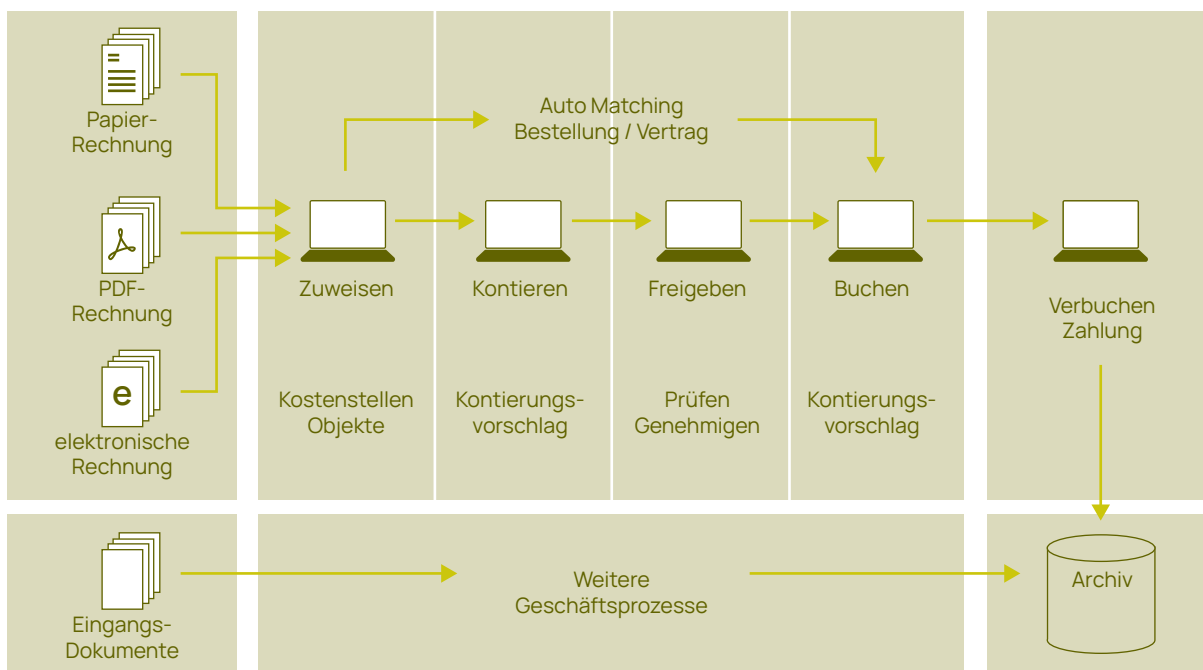 Papier-
Rechnung
PDF-
Rechnung
e
elektronische
Rechnung
Auto Matching
Bestellung / Vertrag
Zuweisen
Kontieren
Freigeben
Buchen
Verbuchen
Zahlung
Kostenstellen
Objekte
Kontierungs-
vorschlag
Prüfen
Genehmigen
Kontierungs-
vorschlag
Eingangs-
Dokumente
Weitere
Geschäftsprozesse
Archiv